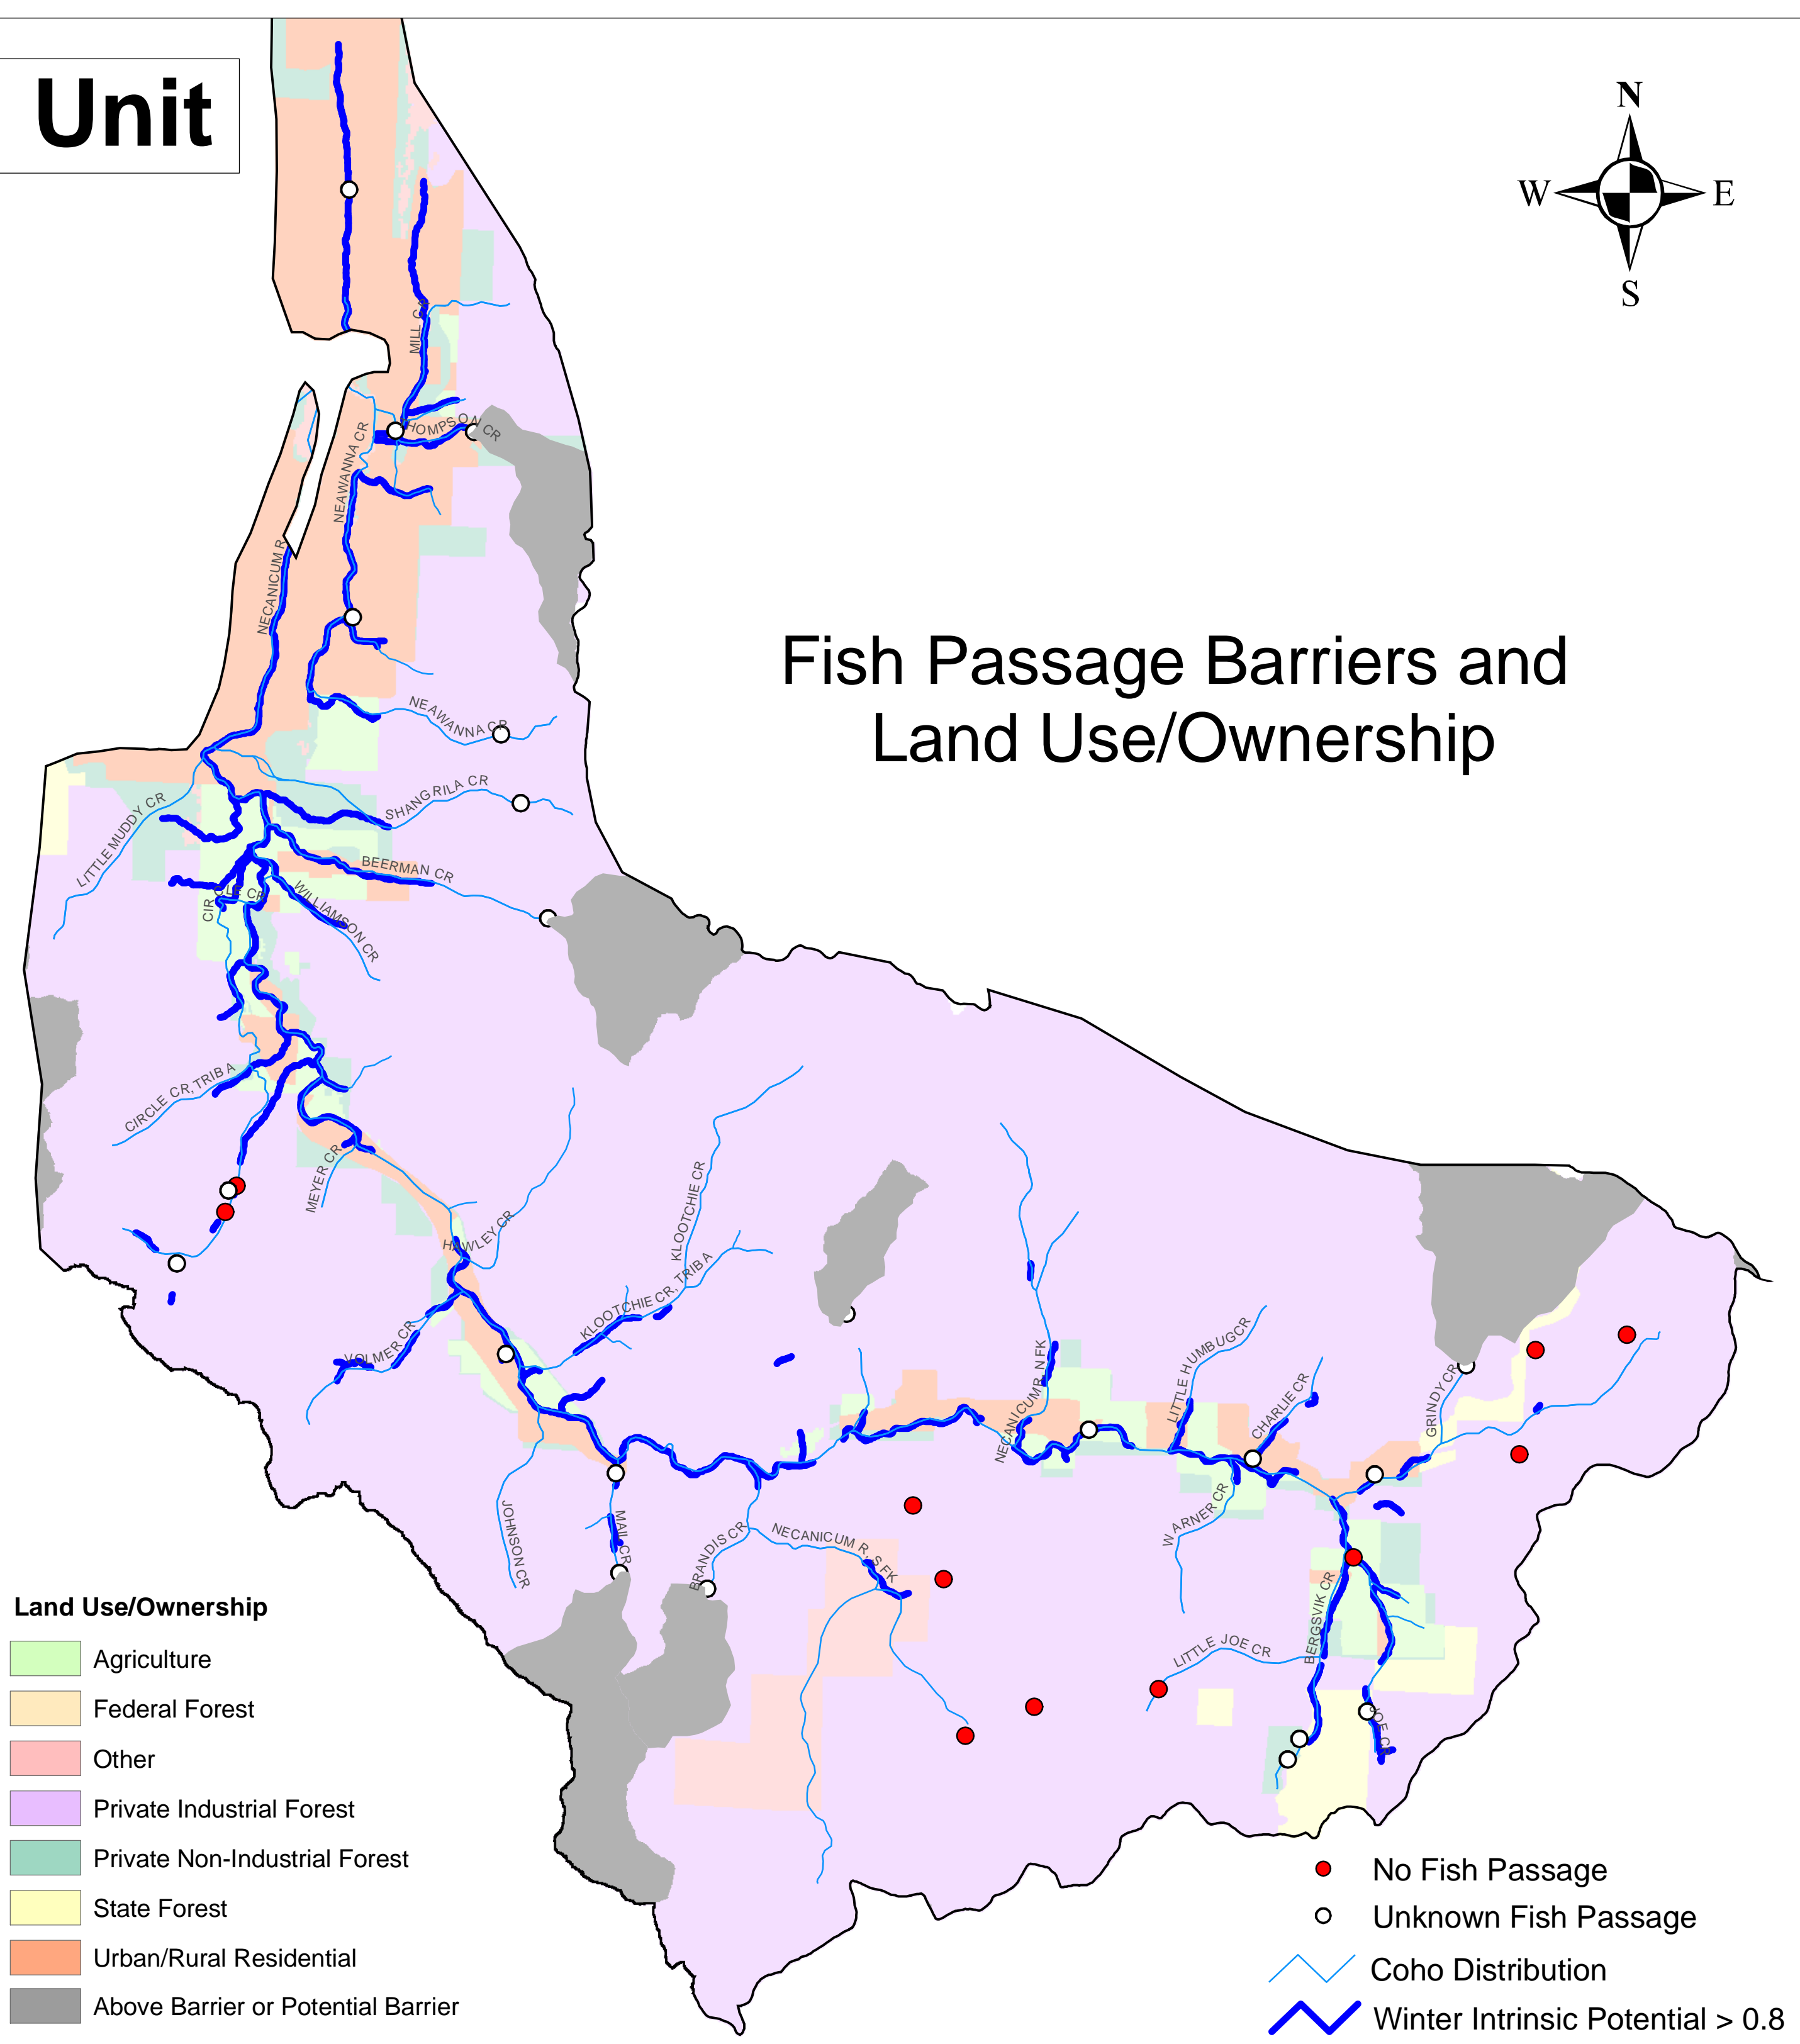 Unit
N
W
E
S
Fish Passage Barriers and
Land Use/Ownership
MILL CR
HOMPSON CR
NEAWANNA CR
NECANICUM R
NEAWANNA CR
SHANGRILA CR
LITTLE MUDDY CR
BEERMAN CR
CIRCLE CR
WILLIAMSON CR
CIRCLE CR, TRIB A
MEYER CR
HAWLEY CR
KLOOTCHIE CR
KLOOTCHIE CR, TRIB A
VOLMER CR
NECANICUM R, N FK
LITTLE HUMBUG CR
CHARLIE CR
GRINDY CR
JOHNSON CR
MAIL CR
BRANDIS CR
NECANICUM R, S FK
WARNER CR
BERGSVIK CR
LITTLE JOE CR
JOE CR
Land Use/Ownership
Agriculture
Federal Forest
Other
Private Industrial Forest
Private Non-Industrial Forest
State Forest
Urban/Rural Residential
Above Barrier or Potential Barrier
No Fish Passage
Unknown Fish Passage
Coho Distribution
Winter Intrinsic Potential > 0.8